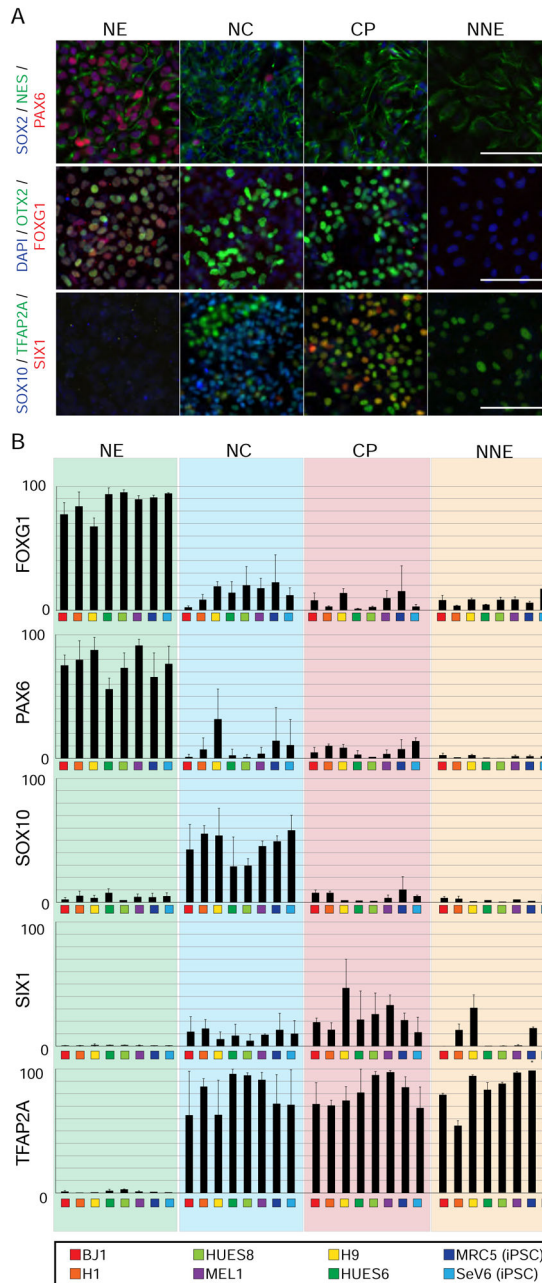 A
NE NC CP NNE
SOX2 / NES /
PAX6
DAPI / OTX2 /
FOXG1
SOX10 / TFAP2A /
SIX1
B
NE NC CP NNE
100
FOXG1
0
100
PAX6
0
100
SOX10
0
100
SIX1
0
100
TFAP2A
0
BJ1 HUES8 H9 MRC5 (iPSC)
H1 MEL1 HUES6 SeV6 (iPSC)